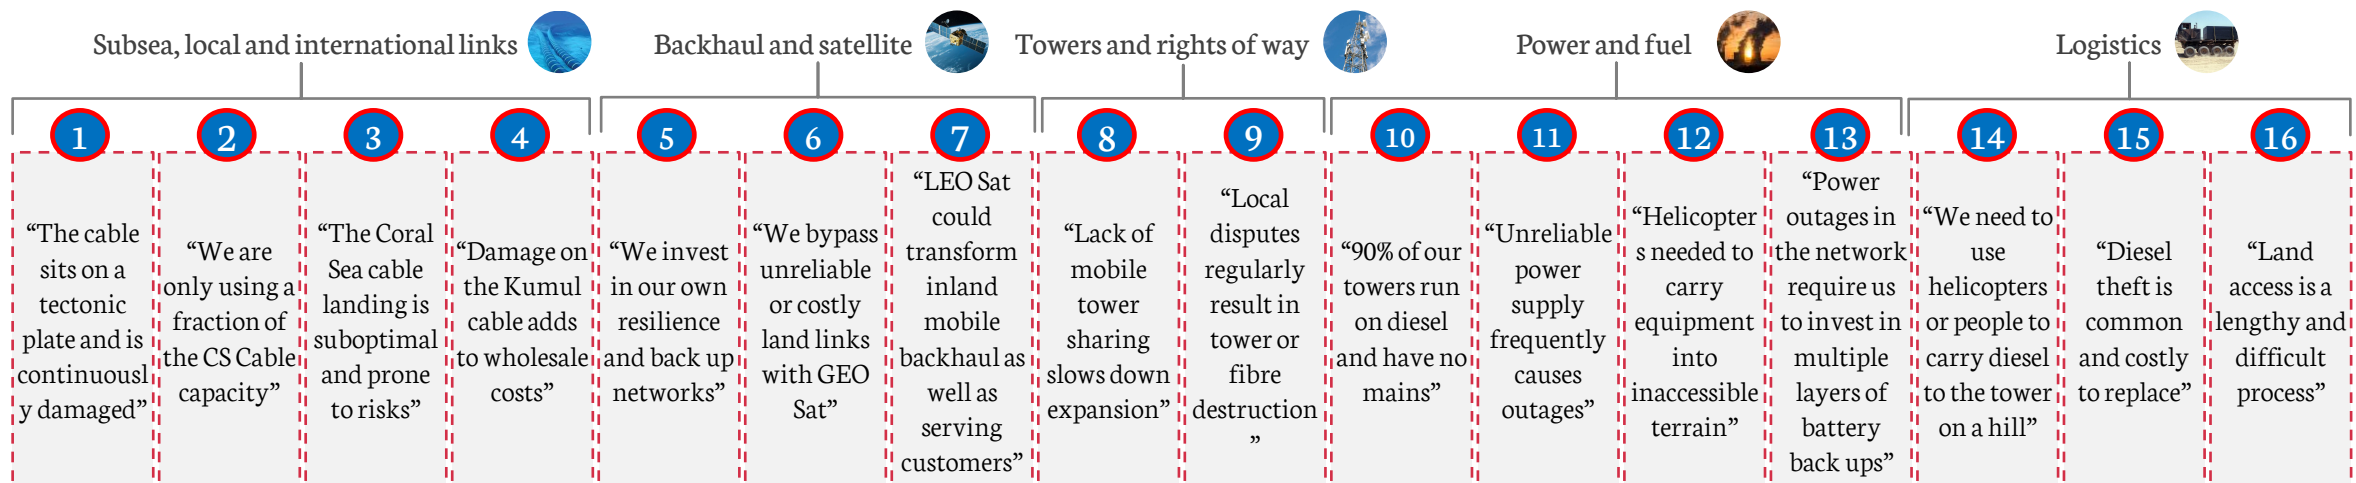 Subsea, local and international links
Backhaul and satellite
Towers and rights of way
Power and fuel
Logistics
1
“The cable
sits on a
tectonic
plate and is
continuousl
y damaged”
2
“We are
only using a
fraction of
the CS Cable
capacity”
3
“The Coral
Sea cable
landing is
suboptimal
and prone
to risks”
4
“Damage on
the Kumul
cable adds
to wholesale
costs”
5
“We invest
in our own
resilience
and back up
networks”
6
“We bypass
unreliable
or costly
land links
with GEO
Sat”
7
“LEO Sat
could
transform
inland
mobile
backhaul as
well as
serving
customers”
8
“Lack of
mobile
tower
sharing
slows down
expansion”
9
“Local
disputes
regularly
result in
tower or
fibre
destruction
”
10
“90% of our
towers run
on diesel
and have no
mains”
11
“Unreliable
power
supply
frequently
causes
outages”
12
“Helicopter
s needed to
carry
equipment
into
inaccessible
terrain”
13
“Power
outages in
the network
require us
to invest in
multiple
layers of
battery
back ups”
14
“We need to
use
helicopters
or people to
carry diesel
to the tower
on a hill”
15
“Diesel
theft is
common
and costly
to replace”
16
“Land
access is a
lengthy and
difficult
process”